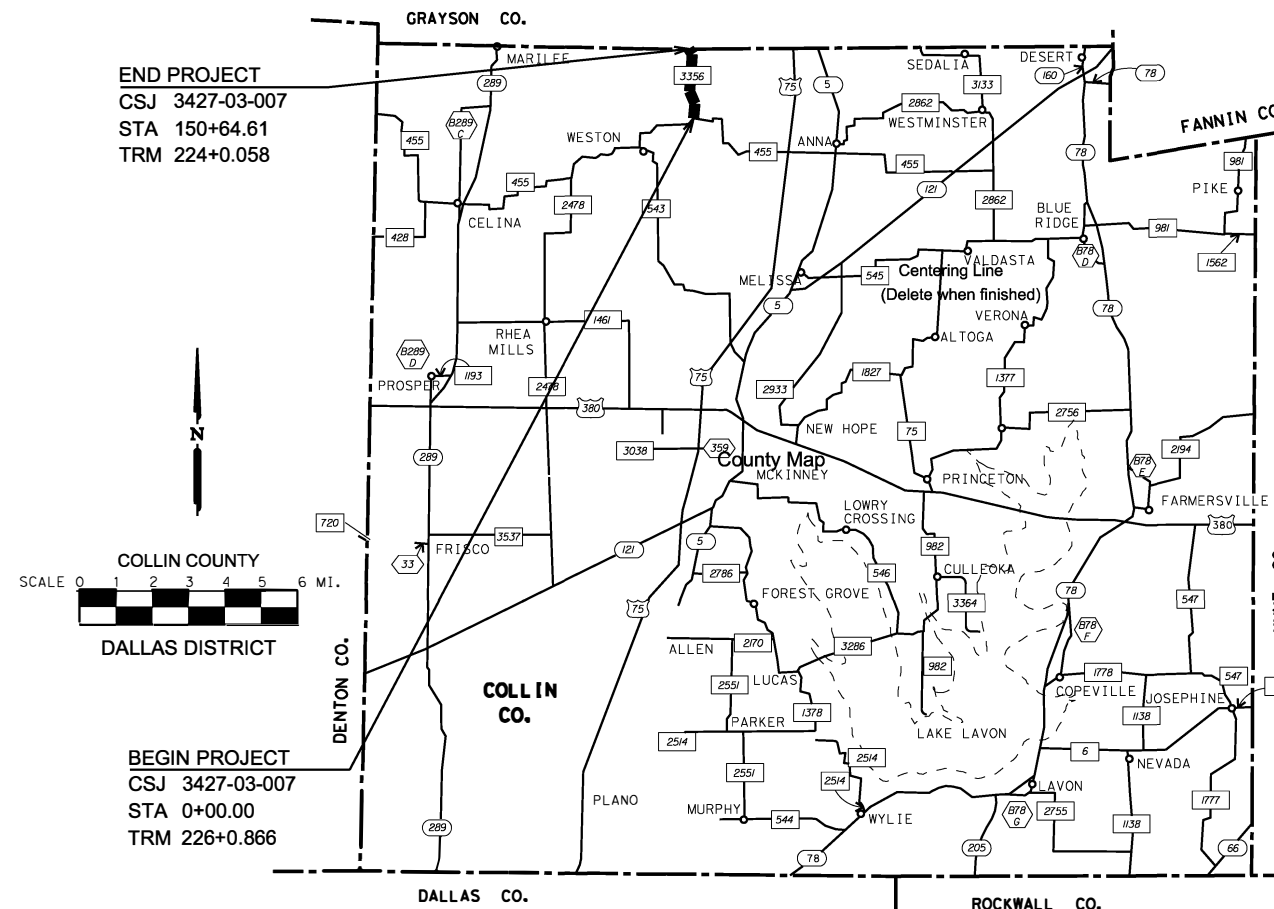 GRAYSON CO.
END PROJECT
CSJ 3427-03-007
STA 150+64.61
TRM 224+0.058
MARILEE
289
3356
75
5
SEDALIA
DESERT
160
78
3133
2862
WESTMINSTER
FANNIN CO
B289
C
455
WESTON
455
ANNA
455
78
981
121
PIKE
455
2478
543
2862
BLUE
RIDGE
981
CELINA
428
B78
D
1562
MELISSA
545
VALDASTA
Centering Line
(Delete when finished)
5
78
VERONA
RHEA
MILLS
1461
ALTOGA
B289
D
1193
PROSPER
2478
75
2933
1827
1377
380
2756
NEW HOPE
75
289
3038
359
County Map
MCKINNEY
2194
B78
E
PRINCETON
FARMERSVILLE
380
N
720
LOWRY
CROSSING
3537
FRISCO
33
121
5
982
COLLIN COUNTY
SCALE 0 1 2 3 4 5 6 MI.
DALLAS DISTRICT
2786
546
CULLEOKA
FOREST GROVE
3364
78
547
75
B78
F
ALLEN
2170
3286
982
DENTON CO.
COLLIN
CO.
2551
LUCAS
1778
547
COPEVILLE
JOSEPHINE
1378
1138
PARKER
LAKE LAVON
2514
6
BEGIN PROJECT
CSJ 3427-03-007
STA 0+00.00
TRM 226+0.866
2551
2514
2514
NEVADA
LAVON
PLANO
MURPHY
544
WYLIE
B78
G
2755
1138
1777
289
78
205
66
DALLAS CO.
ROCKWALL CO.